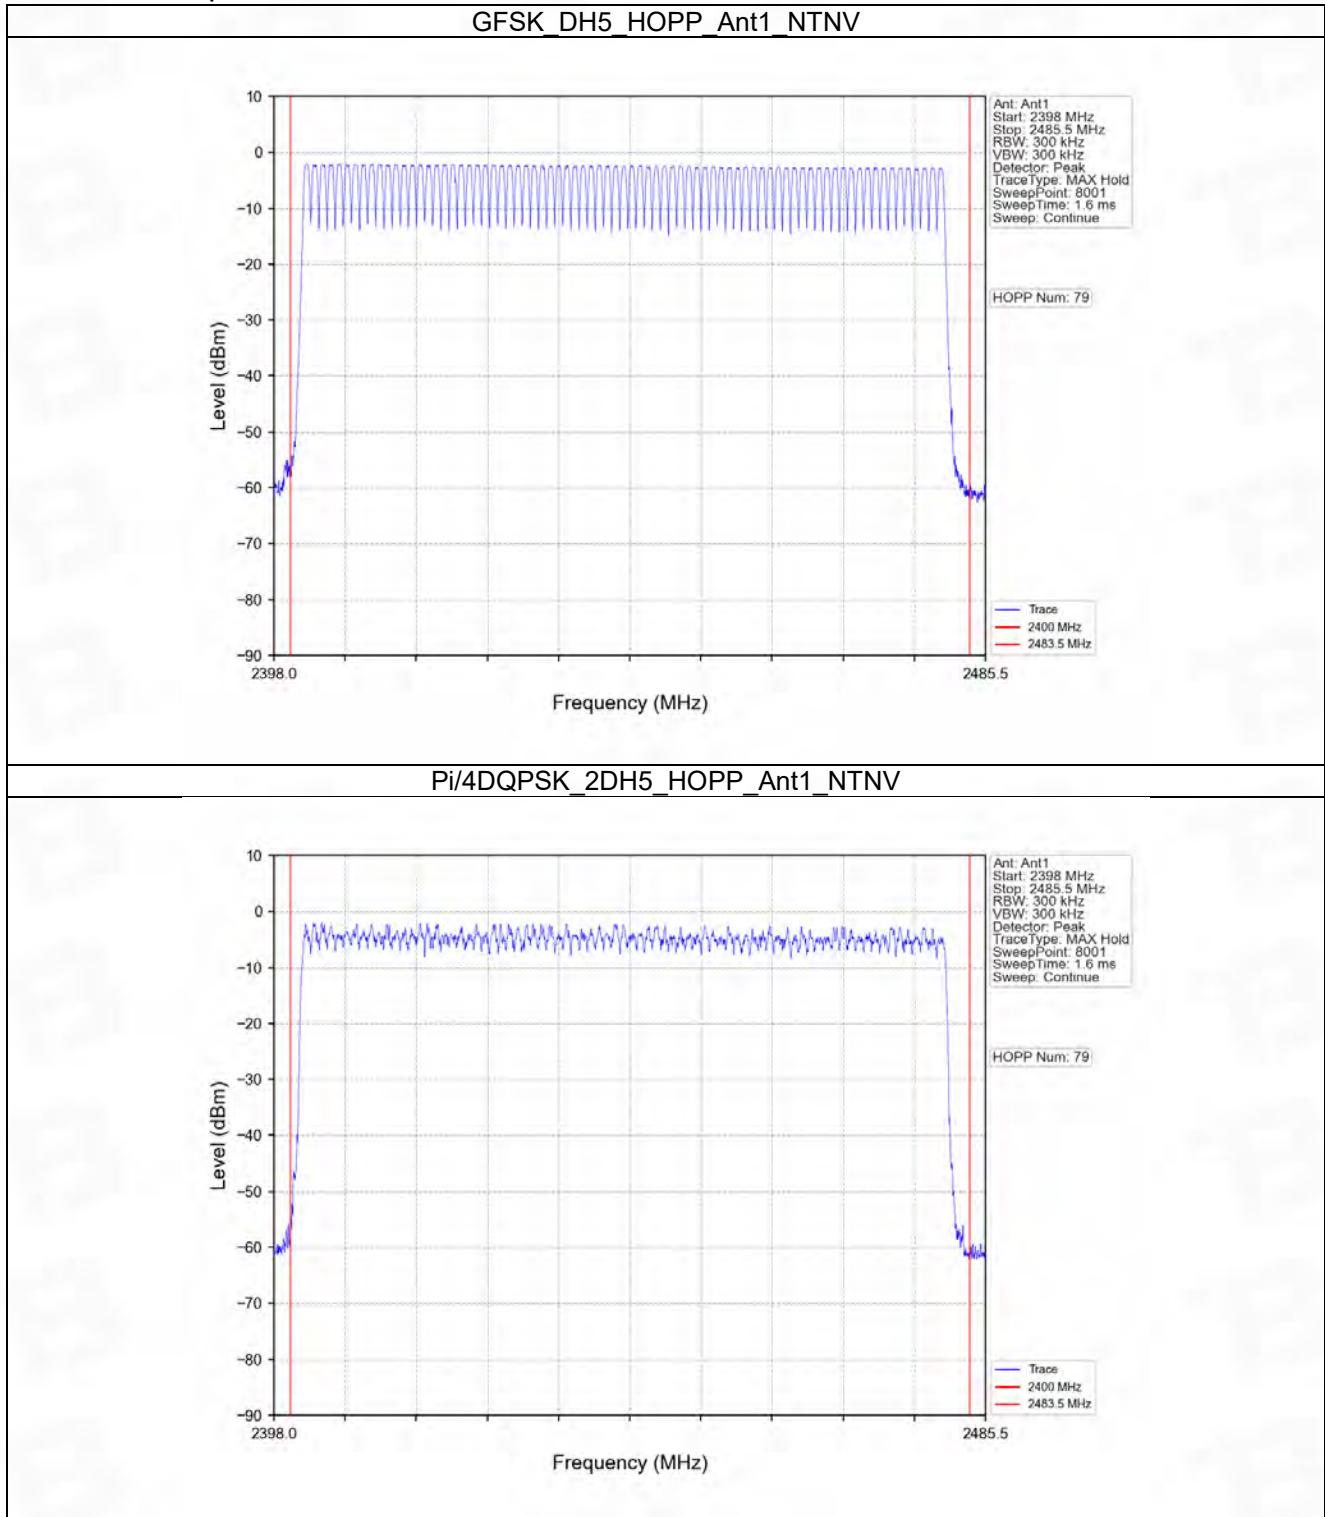 GFSK_DH5_HOPP_Ant1_NTNV
10
0
−10
−20
−30
−40
−50
−60
−70
−80
−90
Level (dBm)
2398.0
2485.5
Frequency (MHz)
Ant: Ant1
Start: 2398 MHz
Stop: 2485.5 MHz
RBW: 300 kHz
VBW: 300 kHz
Detector: Peak
TraceType: MAX Hold
SweepPoint: 8001
SweepTime: 1.6 ms
Sweep: Continue
HOPP Num: 79
Trace
2400 MHz
2483.5 MHz
Pi/4DQPSK_2DH5_HOPP_Ant1_NTNV
10
0
−10
−20
−30
−40
−50
−60
−70
−80
−90
Level (dBm)
2398.0
2485.5
Frequency (MHz)
Ant: Ant1
Start: 2398 MHz
Stop: 2485.5 MHz
RBW: 300 kHz
VBW: 300 kHz
Detector: Peak
TraceType: MAX Hold
SweepPoint: 8001
SweepTime: 1.6 ms
Sweep: Continue
HOPP Num: 79
Trace
2400 MHz
2483.5 MHz